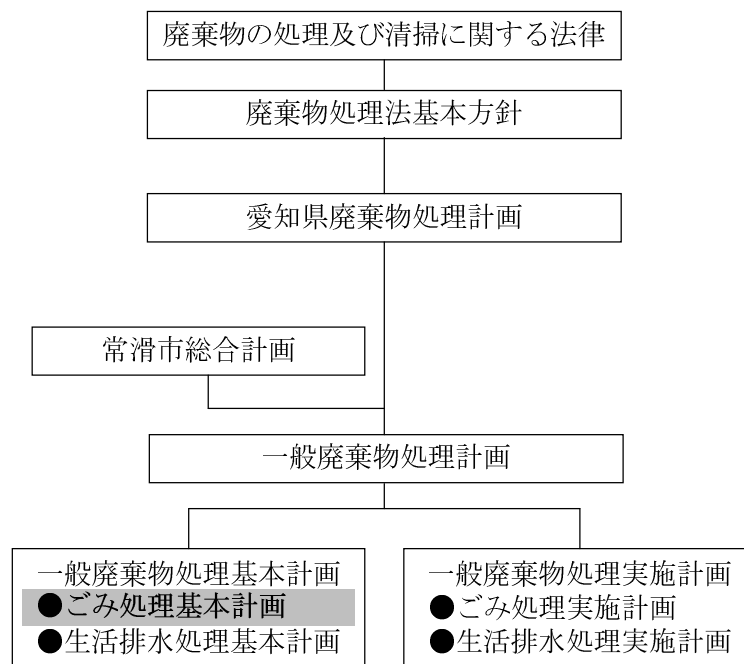 廃棄物の処理及び清掃に関する法律
廃棄物処理法基本方針
愛知県廃棄物処理計画
常滑市総合計画
一般廃棄物処理計画
一般廃棄物処理基本計画
●ごみ処理基本計画
●生活排水処理基本計画
一般廃棄物処理実施計画
●ごみ処理実施計画
●生活排水処理実施計画